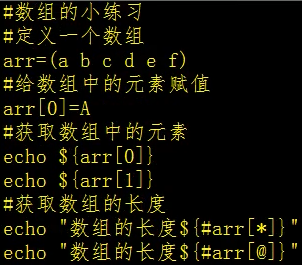 #数组的小练习
#定义一个数组
arr=(a b c d e f)
#给数组中的元素赋值
arr[0]=A
#获取数组中的元素
echo ${arr[0]}
echo ${arr[1]}
#获取数组的长度
echo "数组的长度${#arr[*]}"
echo "数组的长度${#arr[@]}"